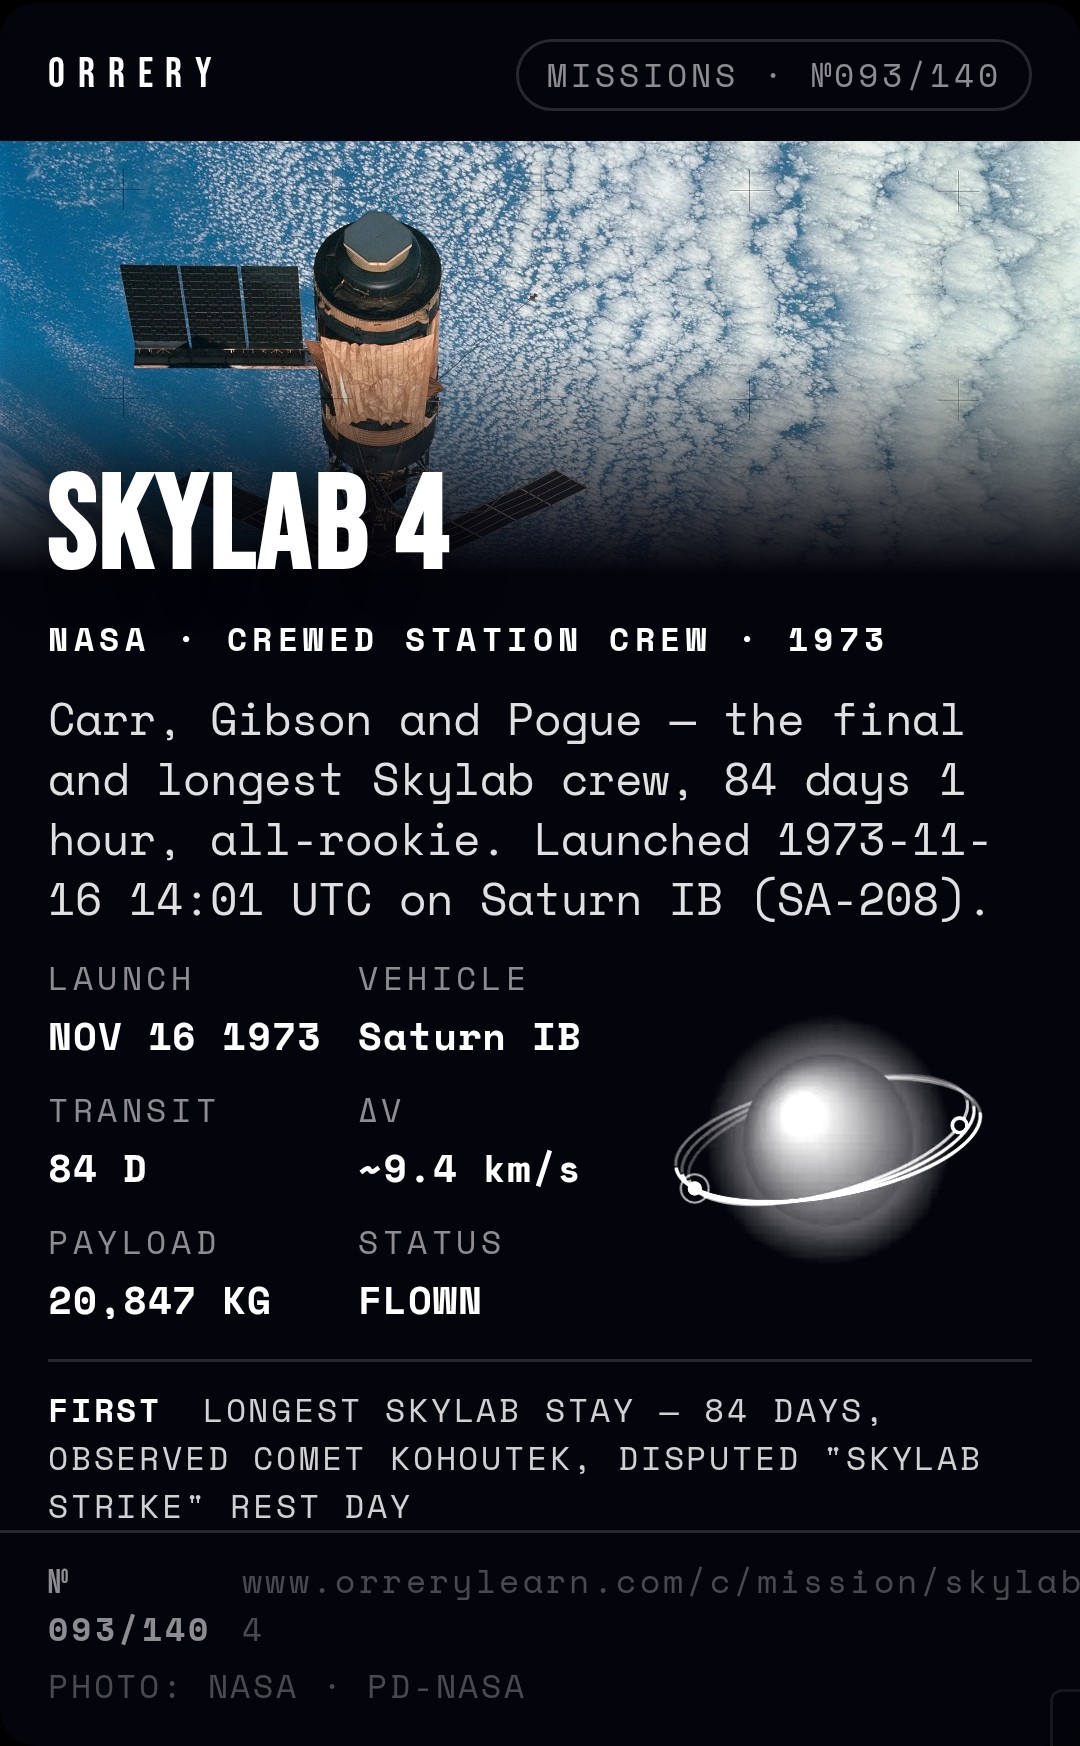 ORRERY
MISSIONS · №093/140
SKYLAB 4
NASA · CREWED STATION CREW · 1973
Carr, Gibson and Pogue — the final
and longest Skylab crew, 84 days 1
hour, all-rookie. Launched 1973-11-
16 14:01 UTC on Saturn IB (SA-208).
LAUNCH VEHICLE
NOV 16 1973 Saturn IB
TRANSIT ΔV
84 D ~9.4 km/s
PAYLOAD STATUS
20,847 KG FLOWN
FIRST LONGEST SKYLAB STAY — 84 DAYS,
OBSERVED COMET KOHOUTEK, DISPUTED "SKYLAB
STRIKE" REST DAY
№ www.orrerylearn.com/c/mission/skylab
093/140 4
PHOTO: NASA · PD-NASA